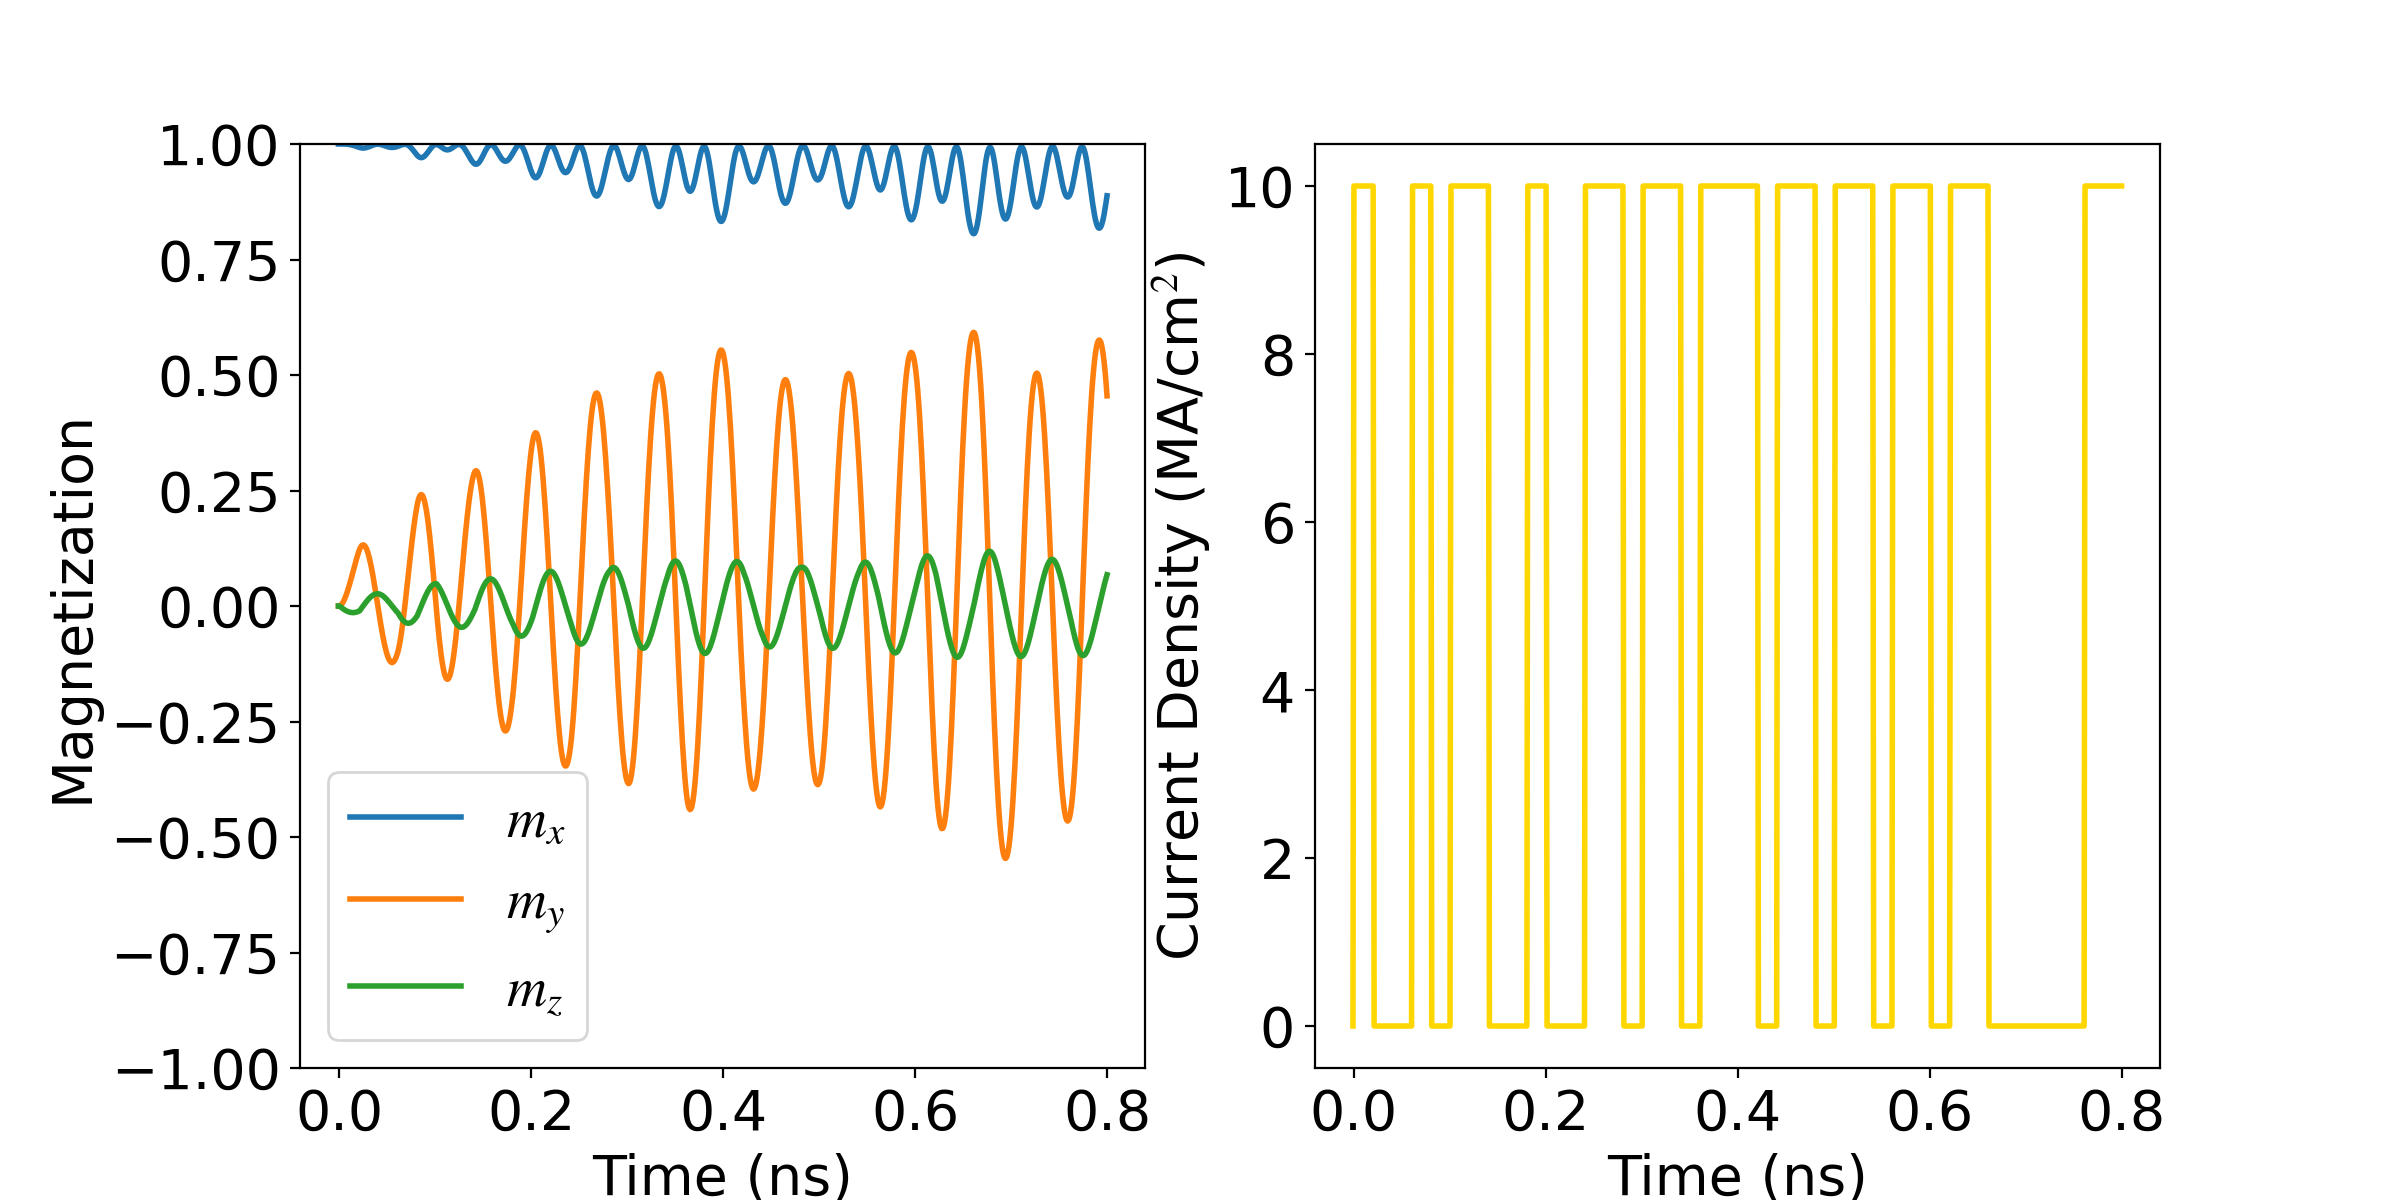 Magnetization
1.00
0.75
0.50
0.25
0.00
−0.25
−0.50
−0.75
−1.00
m_x
m_y
m_z
0.0 0.2 0.4 0.6 0.8
Time (ns)
Current Density (MA/cm²)
10
8
6
4
2
0
0.0 0.2 0.4 0.6 0.8
Time (ns)